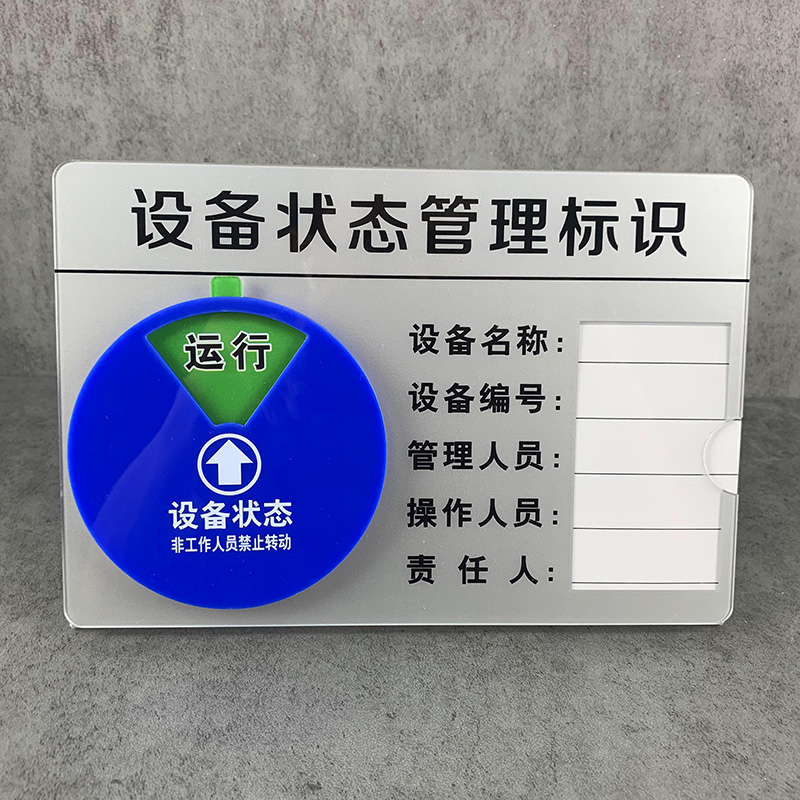 设备状态管理标识
运行
设备状态
非工作人员禁止转动
设备名称:
设备编号:
管理人员:
操作人员:
责 任 人: